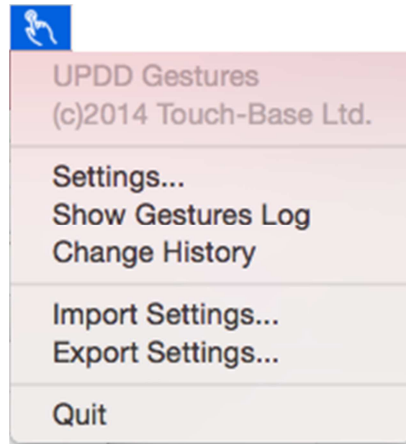 UPDD Gestures
(c)2014 Touch-Base Ltd.
Settings...
Show Gestures Log
Change History
Import Settings...
Export Settings...
Quit